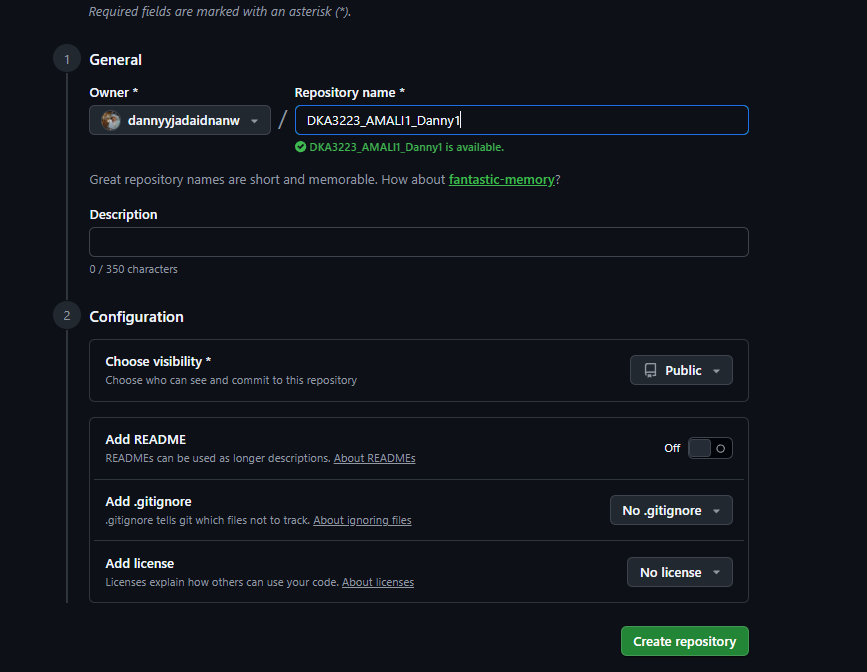 Required fields are marked with an asterisk (*).
1 General
Owner * Repository name *
dannyyjadaidnanw / DKA3223_AMALI1_Danny1
DKA3223_AMALI1_Danny1 is available.
Great repository names are short and memorable. How about fantastic-memory?
Description
0 / 350 characters
2 Configuration
Choose visibility *
Choose who can see and commit to this repository
Public
Add README
READMEs can be used as longer descriptions. About READMEs
Off
Add .gitignore
.gitignore tells git which files not to track. About ignoring files
No .gitignore
Add license
Licenses explain how others can use your code. About licenses
No license
Create repository